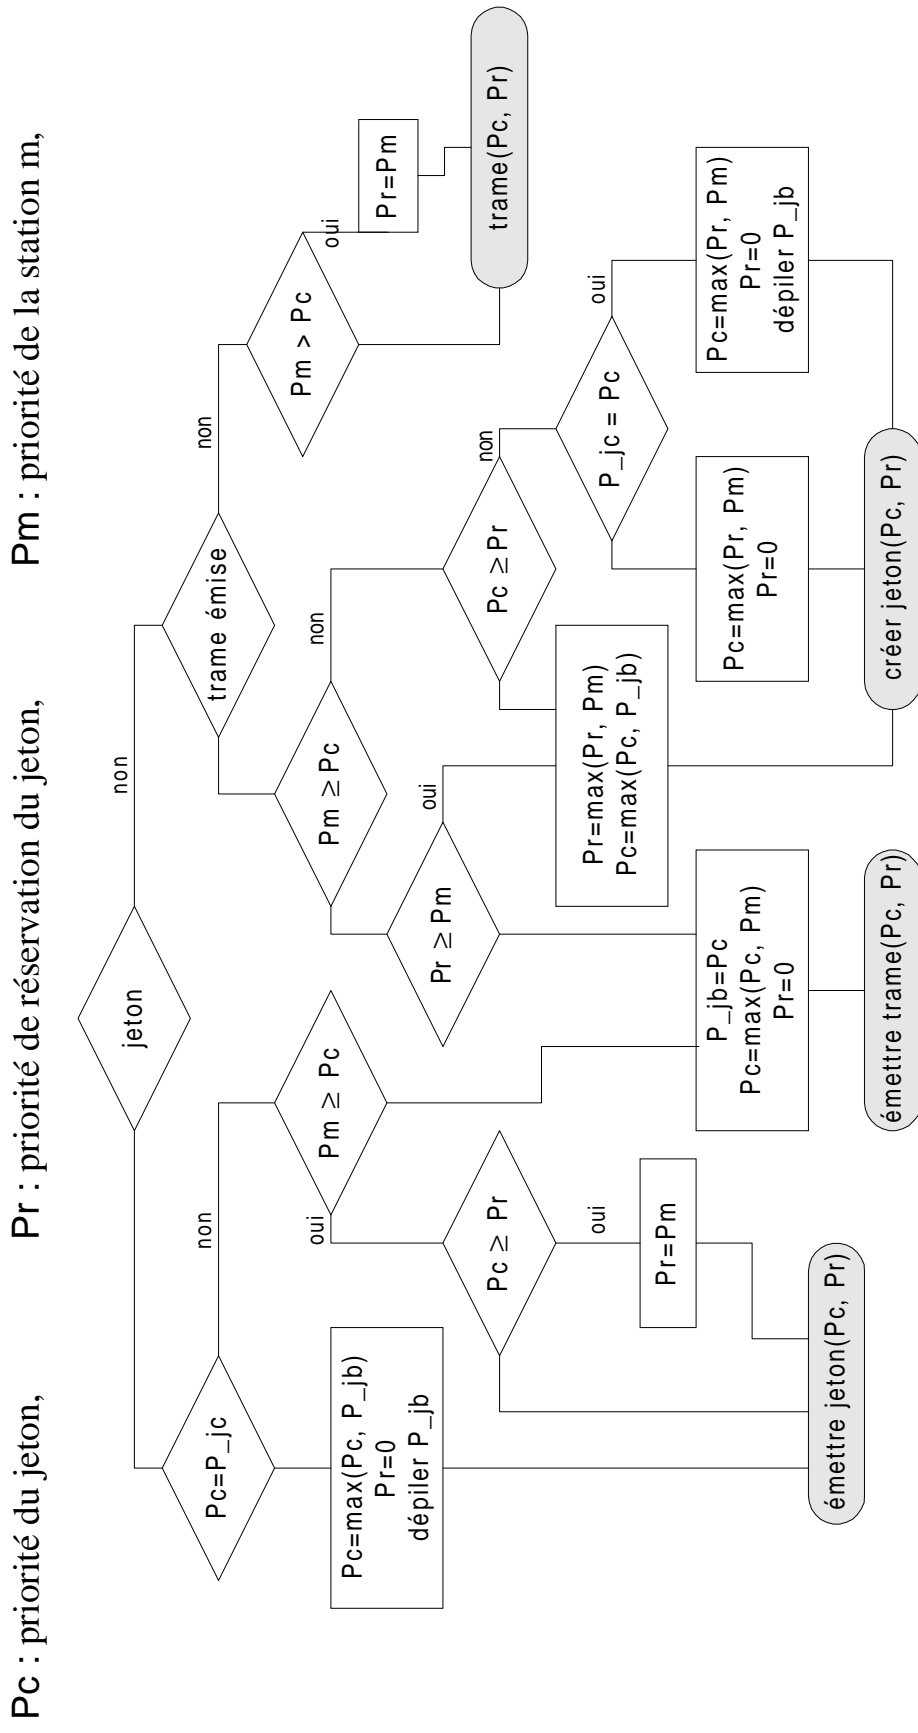 Pc : priorité du jeton,
Pr : priorité de réservation du jeton,
Pm : priorité de la station m,
jeton
non
Pc=P_jc
non
trame émise
non
Pc=max(Pc, P_jb)
Pr=0
dépiler P_jb
oui
Pm ≥ Pc
Pm ≥ Pc
non
Pm > Pc
oui
Pr=Pm
Pc ≥ Pr
oui
Pr=Pm
Pr ≥ Pm
oui
Pc ≥ Pr
non
trame(Pc, Pr)
Pr=max(Pr, Pm)
Pc=max(Pc, P_jb)
P_jc = Pc
oui
P_jb=Pc
Pc=max(Pc, Pm)
Pr=0
Pc=max(Pr, Pm)
Pr=0
Pc=max(Pr, Pm)
Pr=0
dépiler P_jb
émettre jeton(Pc, Pr)
émettre trame(Pc, Pr)
créer jeton(Pc, Pr)